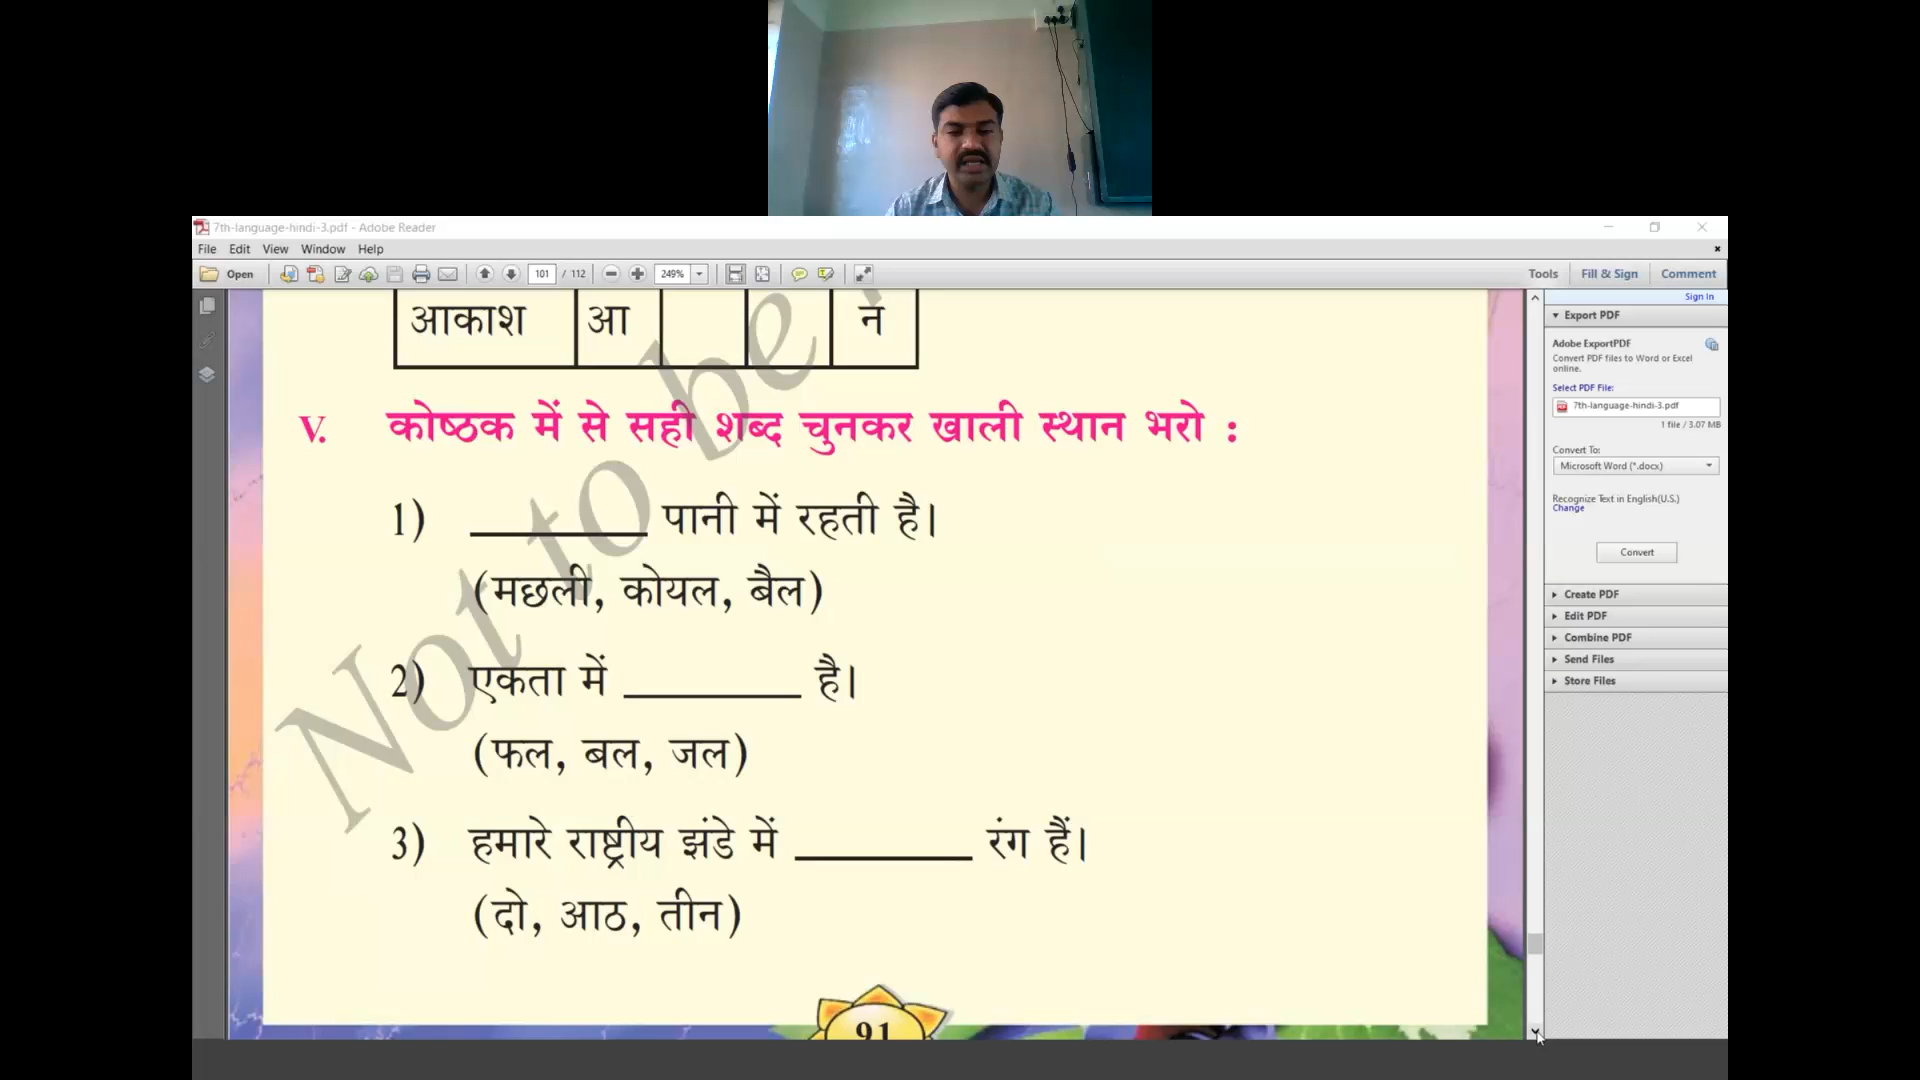 7th-language-hindi-3.pdf - Adobe Reader
File Edit View Window Help
Open 101 / 112 249% Tools Fill & Sign Comment
Sign In
Export PDF
Adobe ExportPDF
Convert PDF files to Word or Excel
online.
Select PDF File:
7th-language-hindi-3.pdf
1 file / 3.07 MB
Convert To:
Microsoft Word (*.docx)
Recognize Text in English(U.S.)
Change
Convert
Create PDF
Edit PDF
Combine PDF
Send Files
Store Files
आकाश आ न
V. कोष्ठक में से सही शब्द चुनकर खाली स्थान भरो :
1) ________ पानी में रहती है।
(मछली, कोयल, बैल)
2) एकता में ________ है।
(फल, बल, जल)
3) हमारे राष्ट्रीय झंडे में ________ रंग हैं।
(दो, आठ, तीन)
91
Not to be